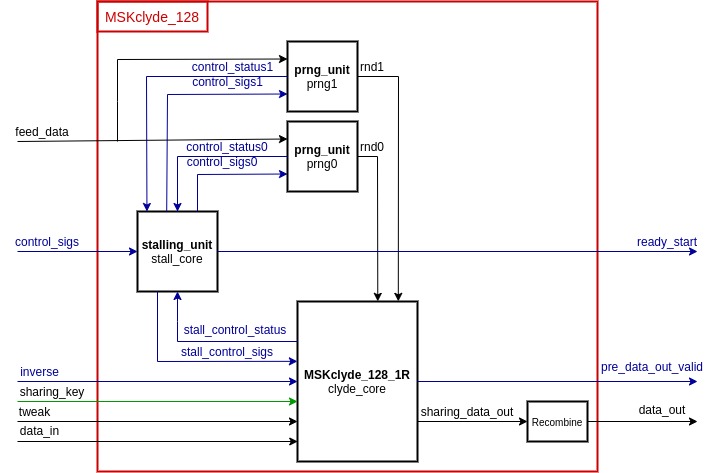 MSKclyde_128
control_status1
control_sigs1
prng_unit
prng1
rnd1
feed_data
control_status0
control_sigs0
prng_unit
prng0
rnd0
control_sigs
stalling_unit
stall_core
ready_start
stall_control_status
stall_control_sigs
inverse
sharing_key
tweak
data_in
MSKclyde_128_1R
clyde_core
pre_data_out_valid
sharing_data_out
Recombine
data_out